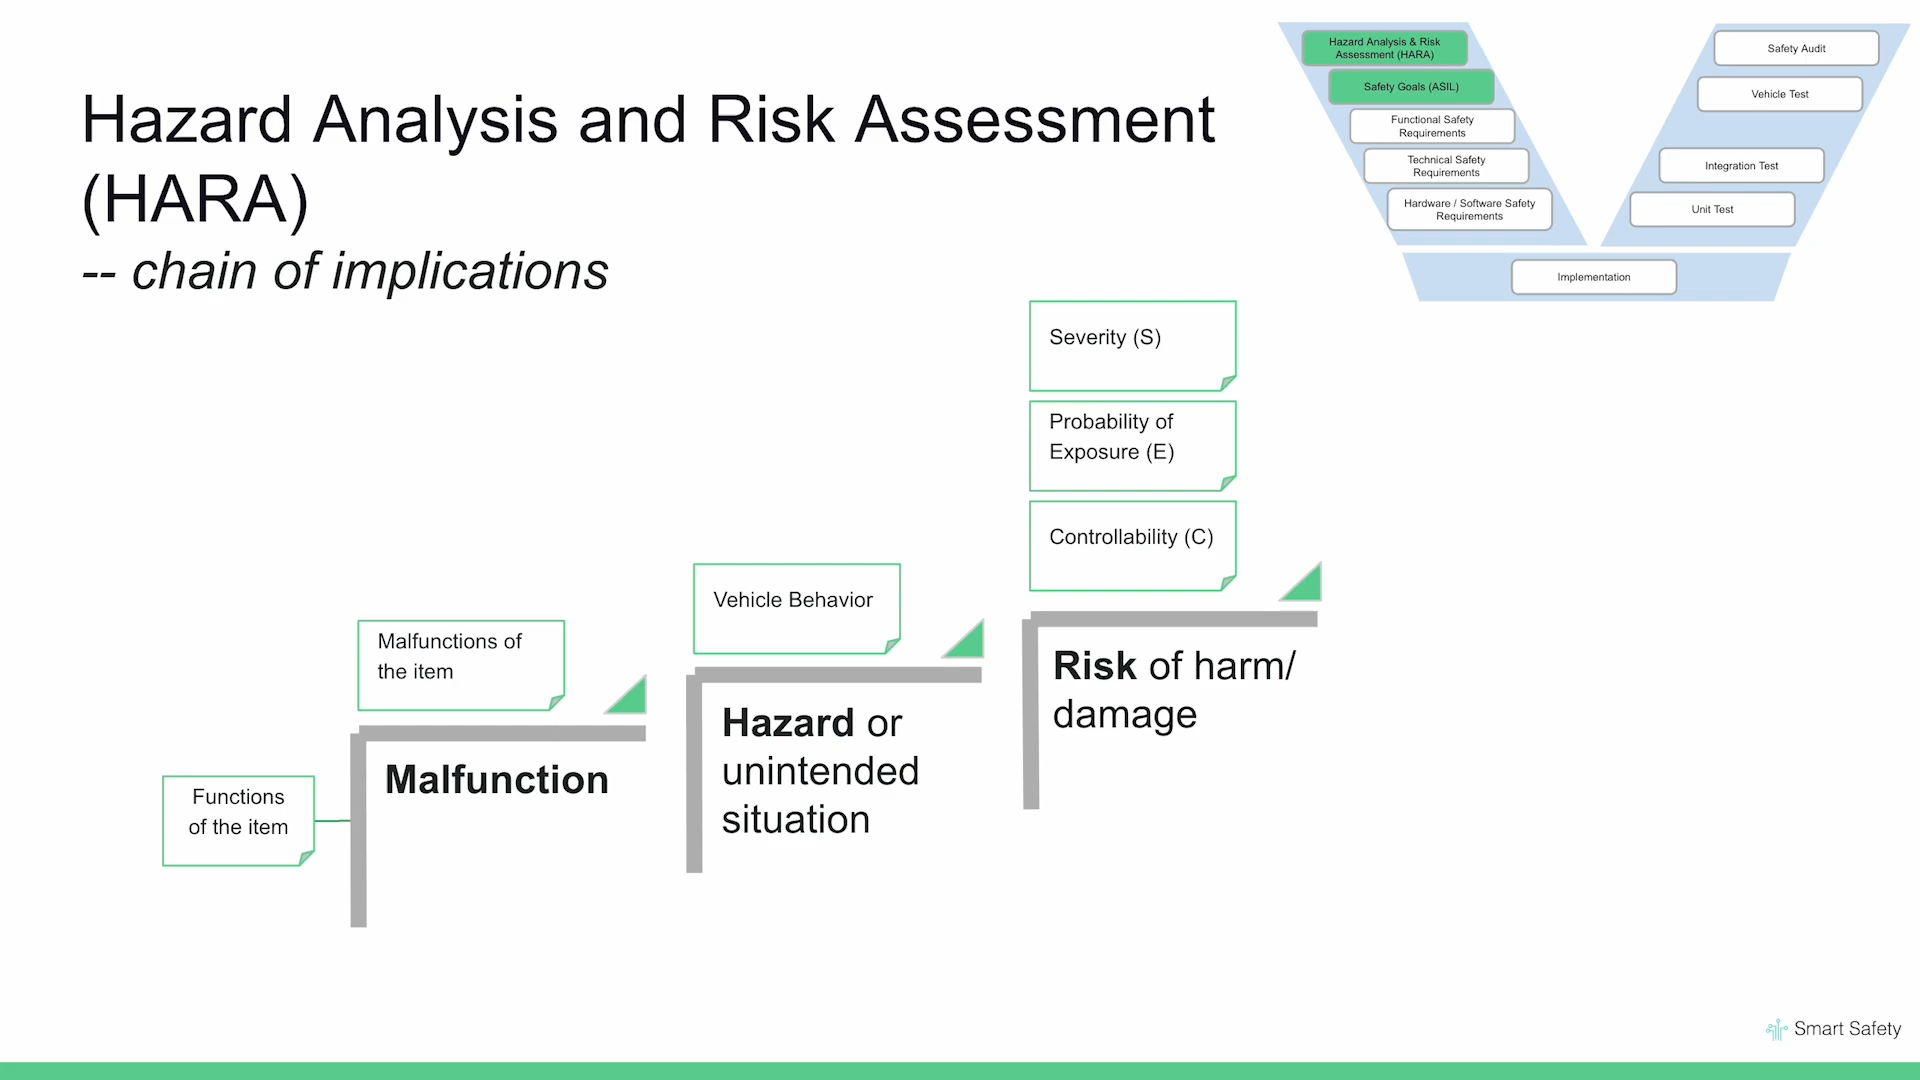 Hazard Analysis and Risk Assessment
(HARA)
-- chain of implications
Hazard Analysis & Risk
Assessment (HARA)
Safety Goals (ASIL)
Functional Safety
Requirements
Technical Safety
Requirements
Hardware / Software Safety
Requirements
Safety Audit
Vehicle Test
Integration Test
Unit Test
Implementation
Functions
of the item
Malfunctions of
the item
Malfunction
Vehicle Behavior
Hazard or
unintended
situation
Severity (S)
Probability of
Exposure (E)
Controllability (C)
Risk of harm/
damage
Smart Safety